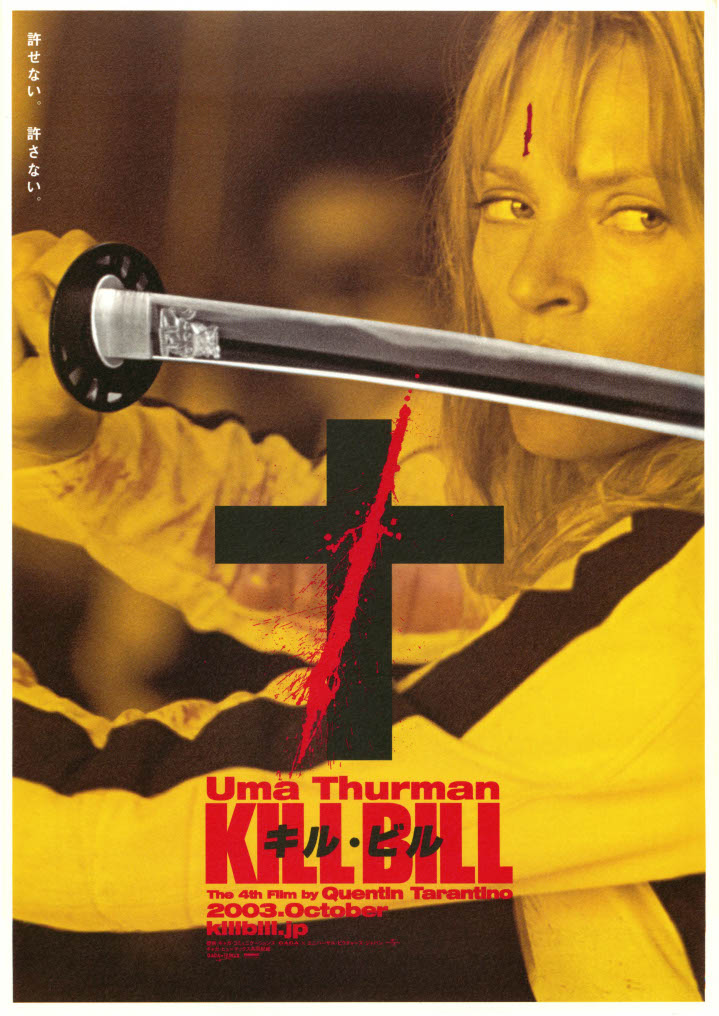 許せない。 許さない。
Uma Thurman
KILL BILL
キル・ビル
The 4th Film by Quentin Tarantino
2003.October
killbill.jp